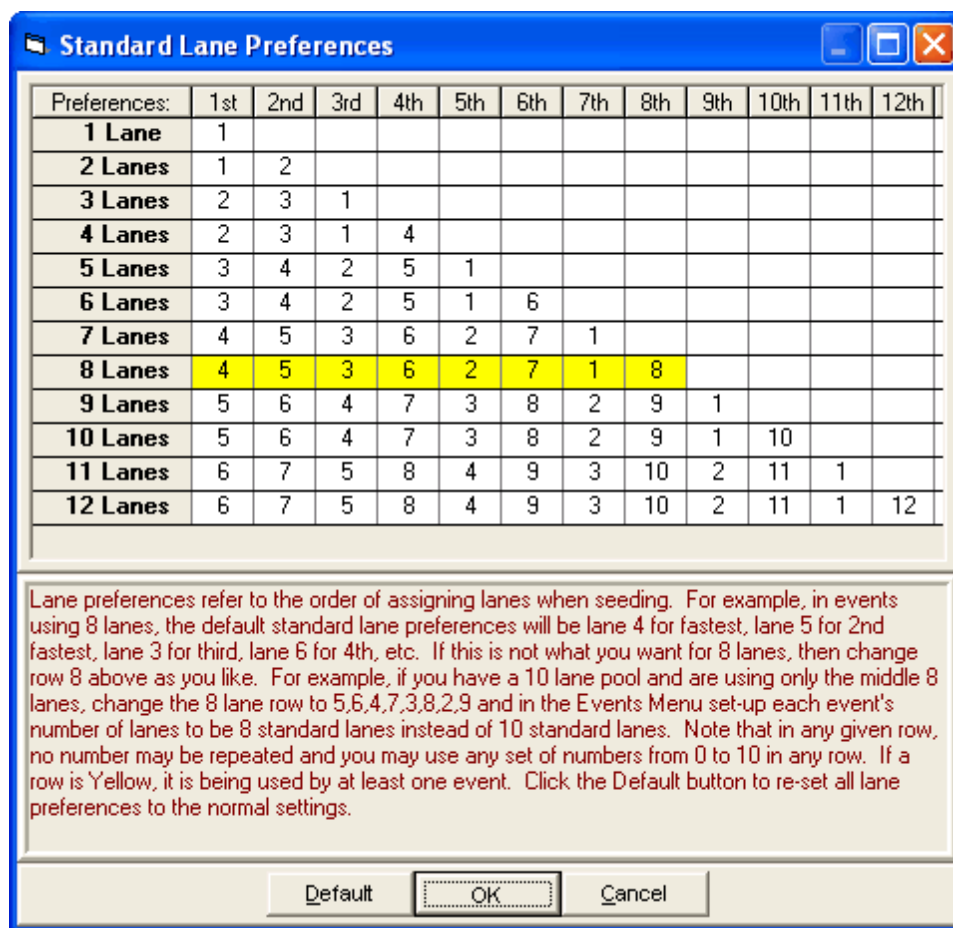 Standard Lane Preferences
Preferences: 1st 2nd 3rd 4th 5th 6th 7th 8th 9th 10th 11th 12th
1 Lane 1
2 Lanes 1 2
3 Lanes 2 3 1
4 Lanes 2 3 1 4
5 Lanes 3 4 2 5 1
6 Lanes 3 4 2 5 1 6
7 Lanes 4 5 3 6 2 7 1
8 Lanes 4 5 3 6 2 7 1 8
9 Lanes 5 6 4 7 3 8 2 9 1
10 Lanes 5 6 4 7 3 8 2 9 1 10
11 Lanes 6 7 5 8 4 9 3 10 2 11 1
12 Lanes 6 7 5 8 4 9 3 10 2 11 1 12
Lane preferences refer to the order of assigning lanes when seeding. For example, in events
using 8 lanes, the default standard lane preferences will be lane 4 for fastest, lane 5 for 2nd
fastest, lane 3 for third, lane 6 for 4th, etc. If this is not what you want for 8 lanes, then change
row 8 above as you like. For example, if you have a 10 lane pool and are using only the middle 8
lanes, change the 8 lane row to 5,6,4,7,3,8,2,9 and in the Events Menu set-up each event's
number of lanes to be 8 standard lanes instead of 10 standard lanes. Note that in any given row,
no number may be repeated and you may use any set of numbers from 0 to 10 in any row. If a
row is Yellow, it is being used by at least one event. Click the Default button to re-set all lane
preferences to the normal settings.
Default OK Cancel